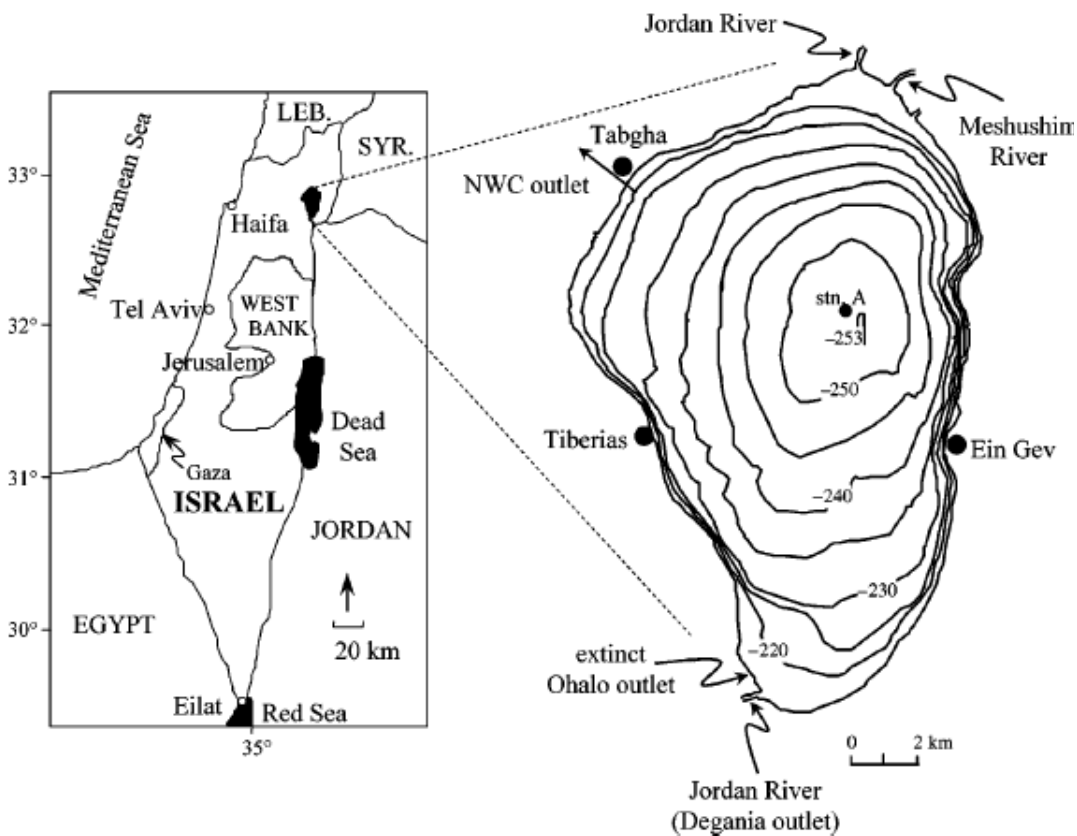 Mediterranean Sea
LEB.
SYR.
33°
Haifa
Tel Aviv
32°
WEST
BANK
Jerusalem
Dead
Sea
Gaza
31°
ISRAEL
JORDAN
EGYPT
30°
20 km
Eilat
Red Sea
35°
Jordan River
Meshushim
River
Tabgha
NWC outlet
stn. A
–253
–250
Tiberias
Ein Gev
–240
–230
–220
extinct
Ohalo outlet
0 2 km
Jordan River
(Degania outlet)